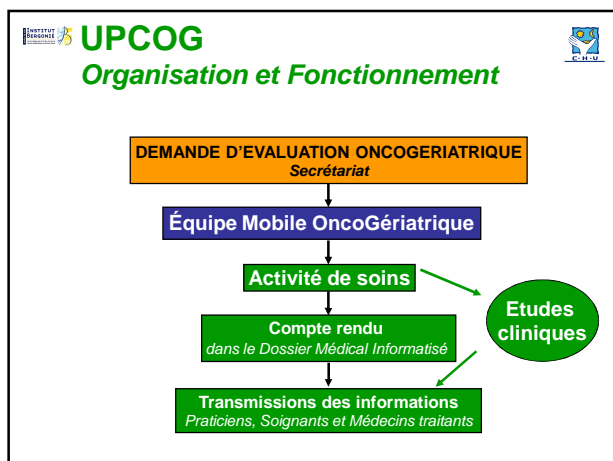 INSTITUT
BERGONIÉ
UPCOG
Organisation et Fonctionnement
C·H·U
DEMANDE D'EVALUATION ONCOGERIATRIQUE
Secrétariat
Équipe Mobile OncoGériatrique
Activité de soins
Etudes
cliniques
Compte rendu
dans le Dossier Médical Informatisé
Transmissions des informations
Praticiens, Soignants et Médecins traitants